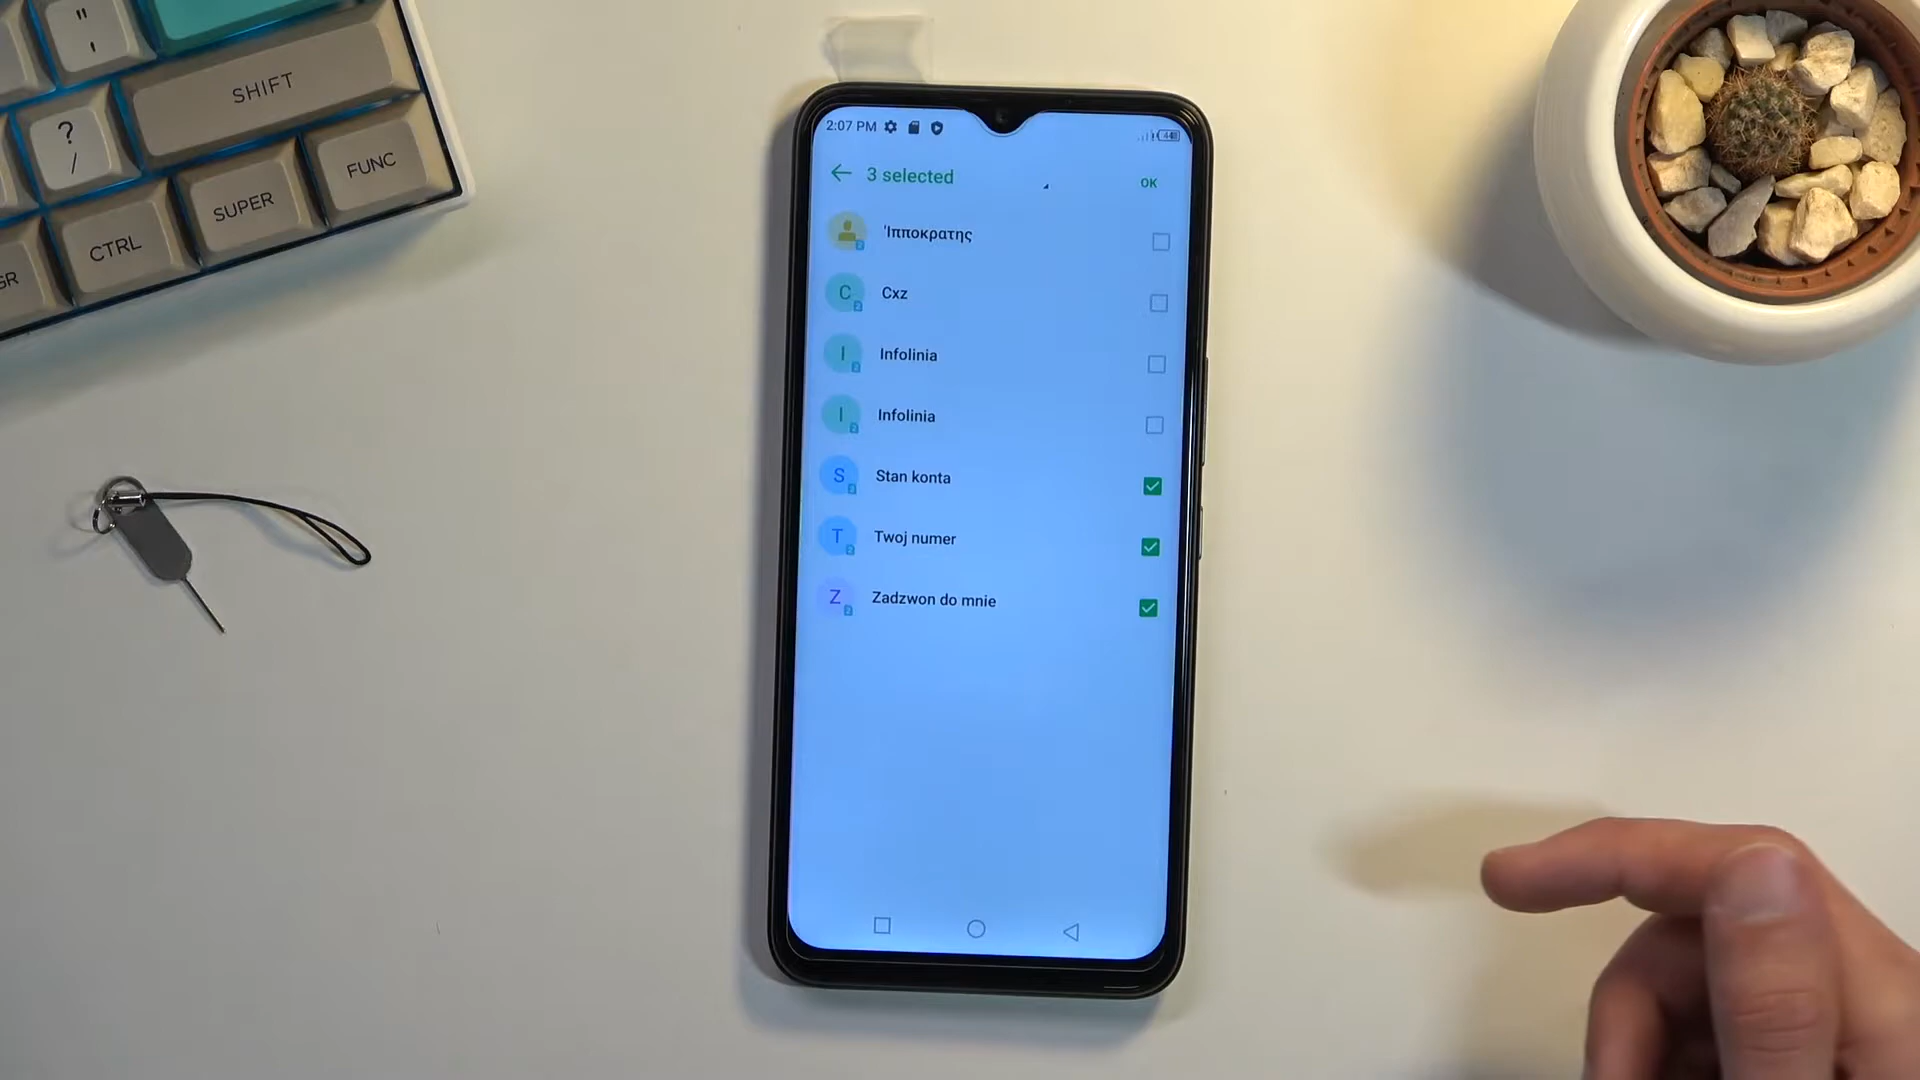 "
'
SHIFT
?
/
FUNC
SUPER
CTRL
GR
2:07 PM
3 selected
OK
'Ιπποκρατης
C Cxz
I Infolinia
I Infolinia
S Stan konta
T Twoj numer
Z Zadzwon do mnie